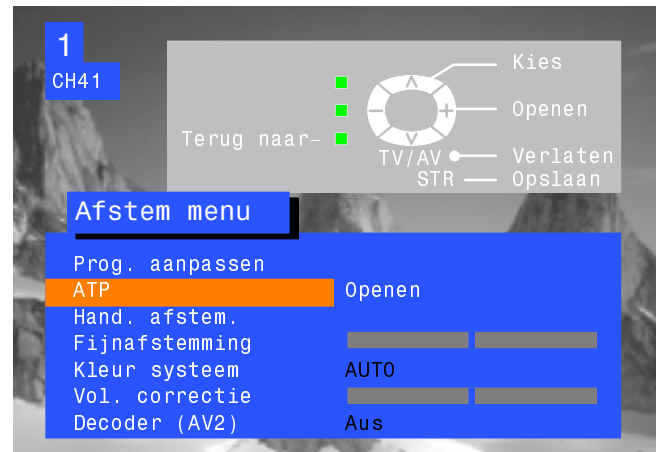 1
CH41
Kies
Openen
Terug naar-
TV/AV Verlaten
STR Opslaan
Afstem menu
Prog. aanpassen
ATP Openen
Hand. afstem.
Fijnafstemming
Kleur systeem AUTO
Vol. correctie
Decoder (AV2) Aus